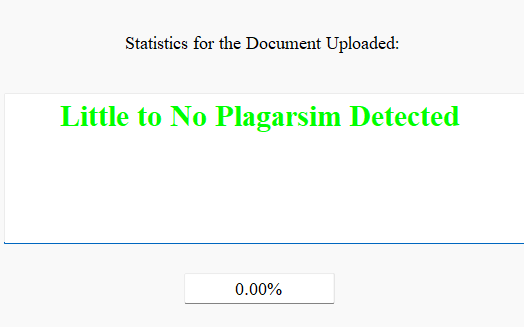 Statistics for the Document Uploaded:
Little to No Plagarsim Detected
0.00%